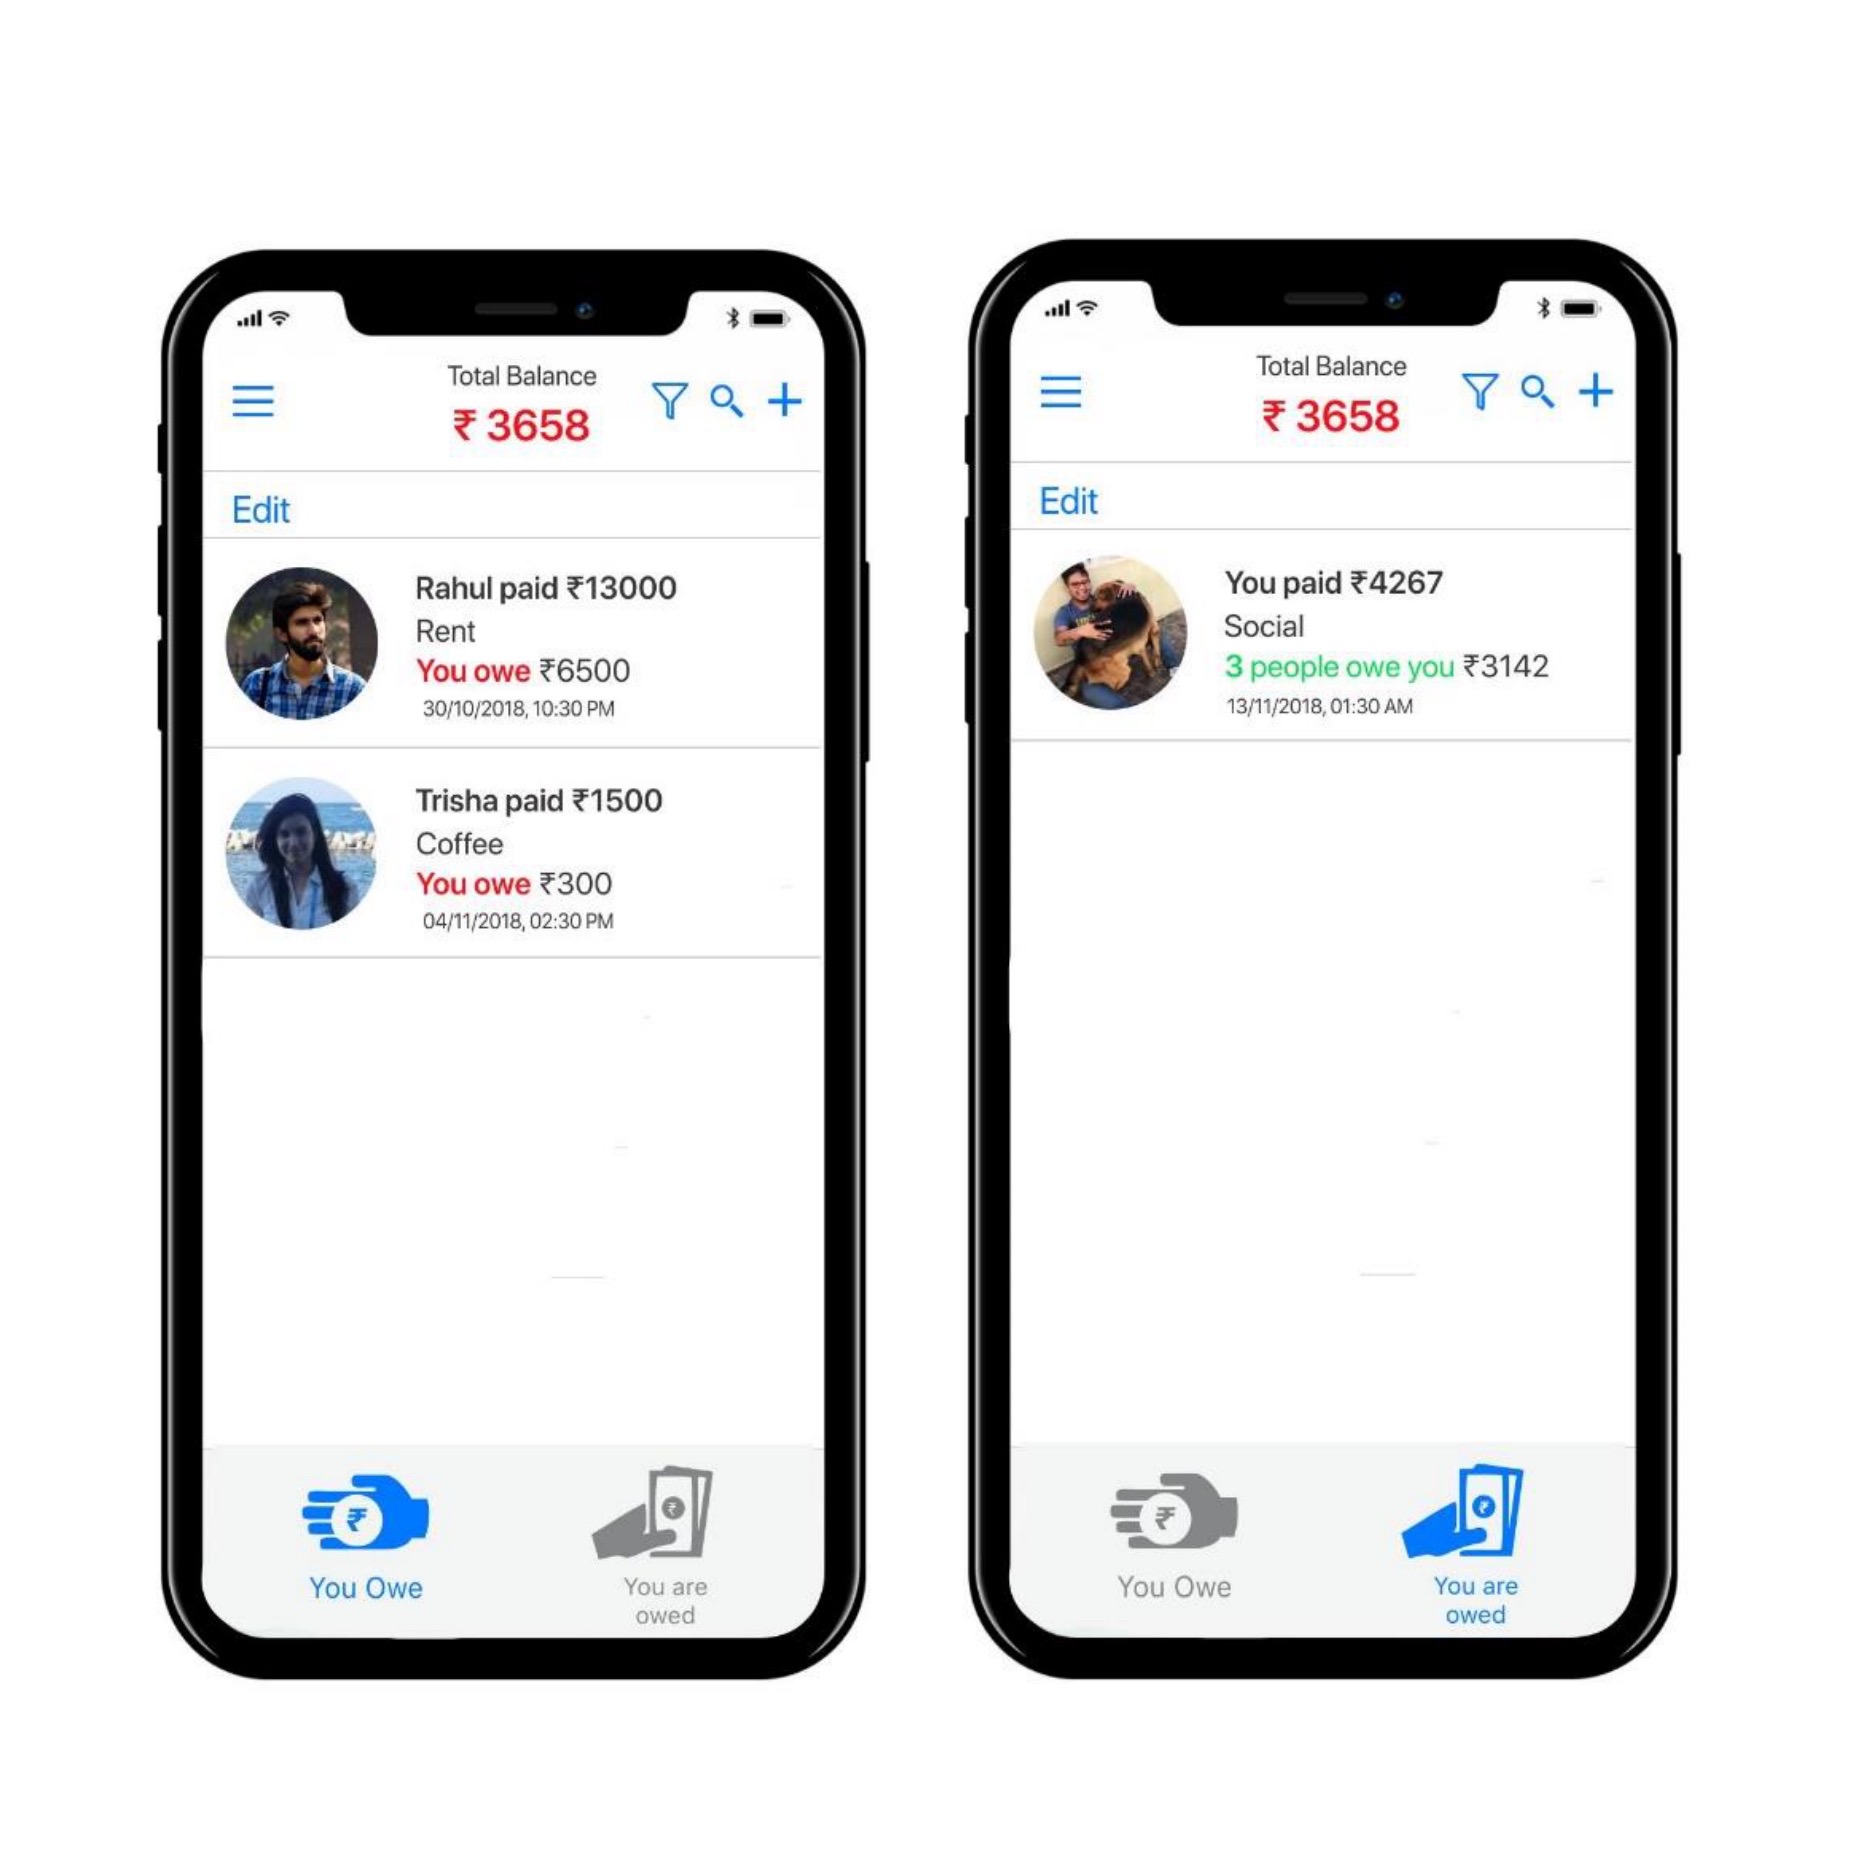 Total Balance
₹ 3658
Edit
Rahul paid ₹13000
Rent
You owe ₹6500
30/10/2018, 10:30 PM
Trisha paid ₹1500
Coffee
You owe ₹300
04/11/2018, 02:30 PM
₹
₹
You Owe
You are
owed
Total Balance
₹ 3658
Edit
You paid ₹4267
Social
3 people owe you ₹3142
13/11/2018, 01:30 AM
₹
₹
You Owe
You are
owed